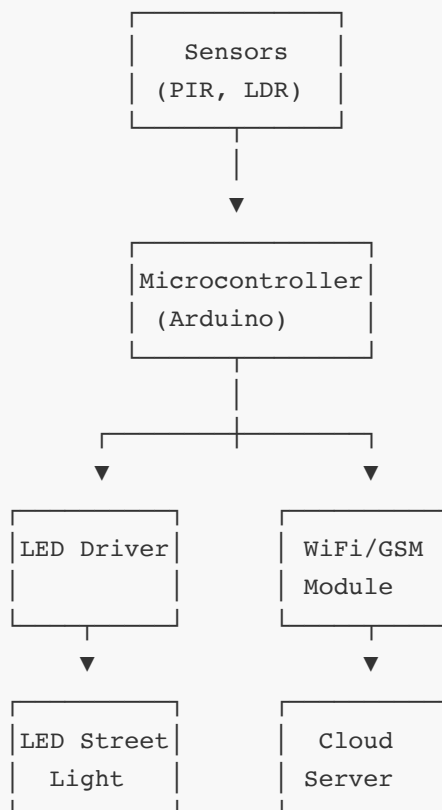 Sensors
(PIR, LDR)
Microcontroller
(Arduino)
LED Driver
WiFi/GSM
Module
LED Street
Light
Cloud
Server